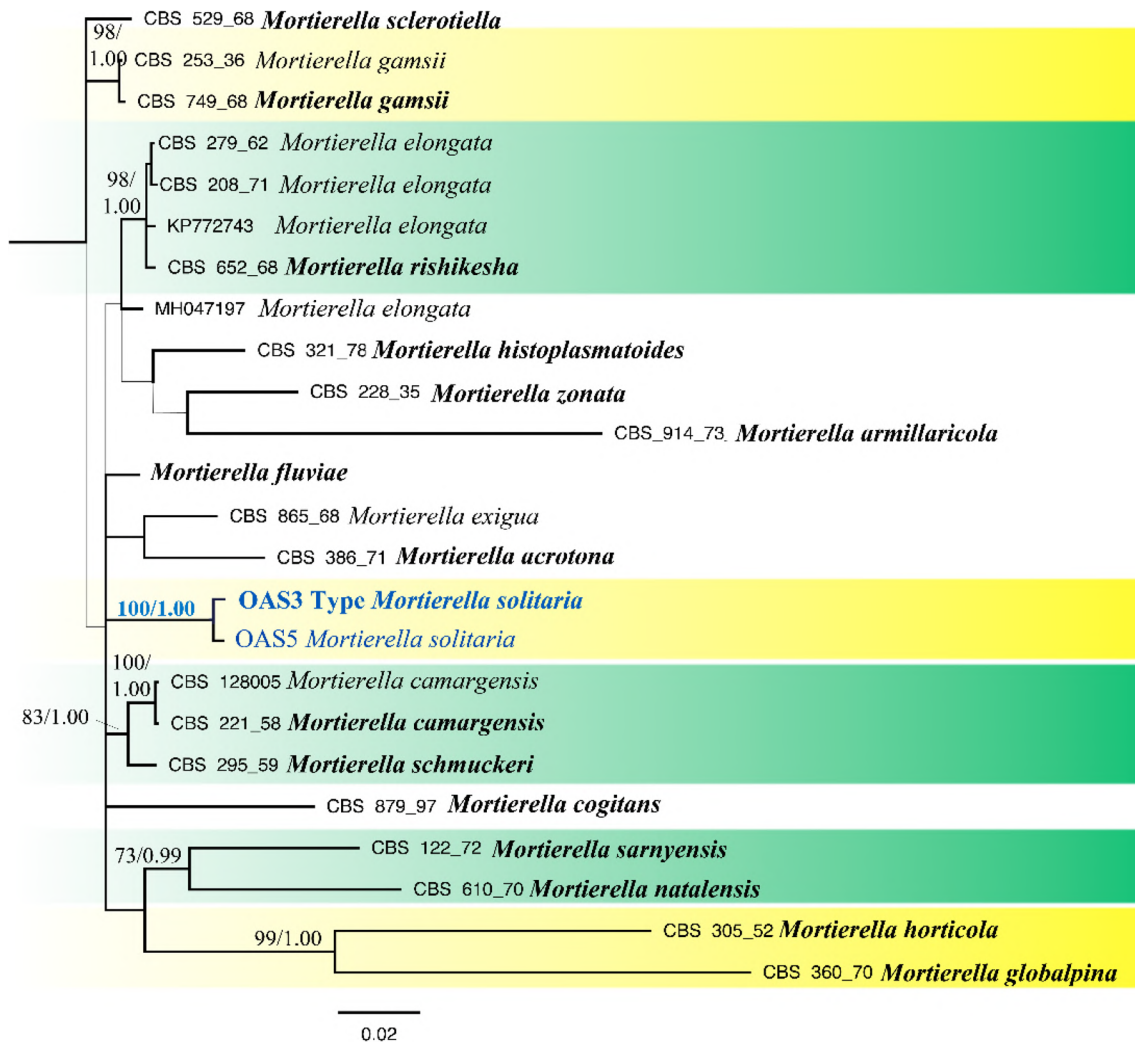 CBS 529_68 Mortierella sclerotiella
98/
1.00
CBS 253_36 Mortierella gamsii
CBS 749_68 Mortierella gamsii
CBS 279_62 Mortierella elongata
98/
1.00
CBS 208_71 Mortierella elongata
KP772743 Mortierella elongata
CBS 652_68 Mortierella rishikesha
MH047197 Mortierella elongata
CBS 321_78 Mortierella histoplasmatoides
CBS 228_35 Mortierella zonata
CBS_914_73 Mortierella armillaricola
Mortierella fluviae
CBS 865_68 Mortierella exigua
CBS 386_71 Mortierella acrotona
100/1.00
OAS3 Type Mortierella solitaria
OAS5 Mortierella solitaria
100/
1.00
CBS 128005 Mortierella camargensis
83/1.00
CBS 221_58 Mortierella camargensis
CBS 295_59 Mortierella schmuckeri
CBS 879_97 Mortierella cogitans
73/0.99
CBS 122_72 Mortierella sarnyensis
CBS 610_70 Mortierella natalensis
99/1.00
CBS 305_52 Mortierella horticola
CBS 360_70 Mortierella globalpina
0.02